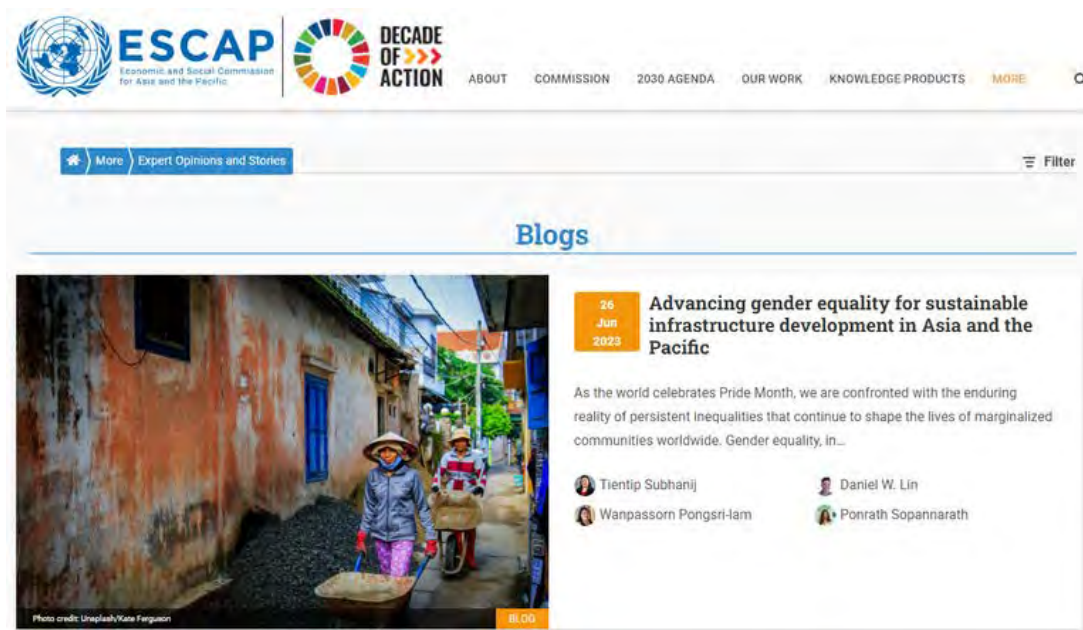 ESCAP
Economic and Social Commission
for Asia and the Pacific
DECADE
OF >>>
ACTION
ABOUT COMMISSION 2030 AGENDA OUR WORK KNOWLEDGE PRODUCTS MORE
More Expert Opinions and Stories
Filter
Blogs
26
Jun
2023
Advancing gender equality for sustainable
infrastructure development in Asia and the
Pacific
As the world celebrates Pride Month, we are confronted with the enduring
reality of persistent inequalities that continue to shape the lives of marginalized
communities worldwide. Gender equality, in...
Tientip Subhanij
Daniel W. Lin
Wanpassorn Pongsri-Iam
Ponrath Sopannarath
Photo credit: Unsplash/Kate Ferguson
BLOG